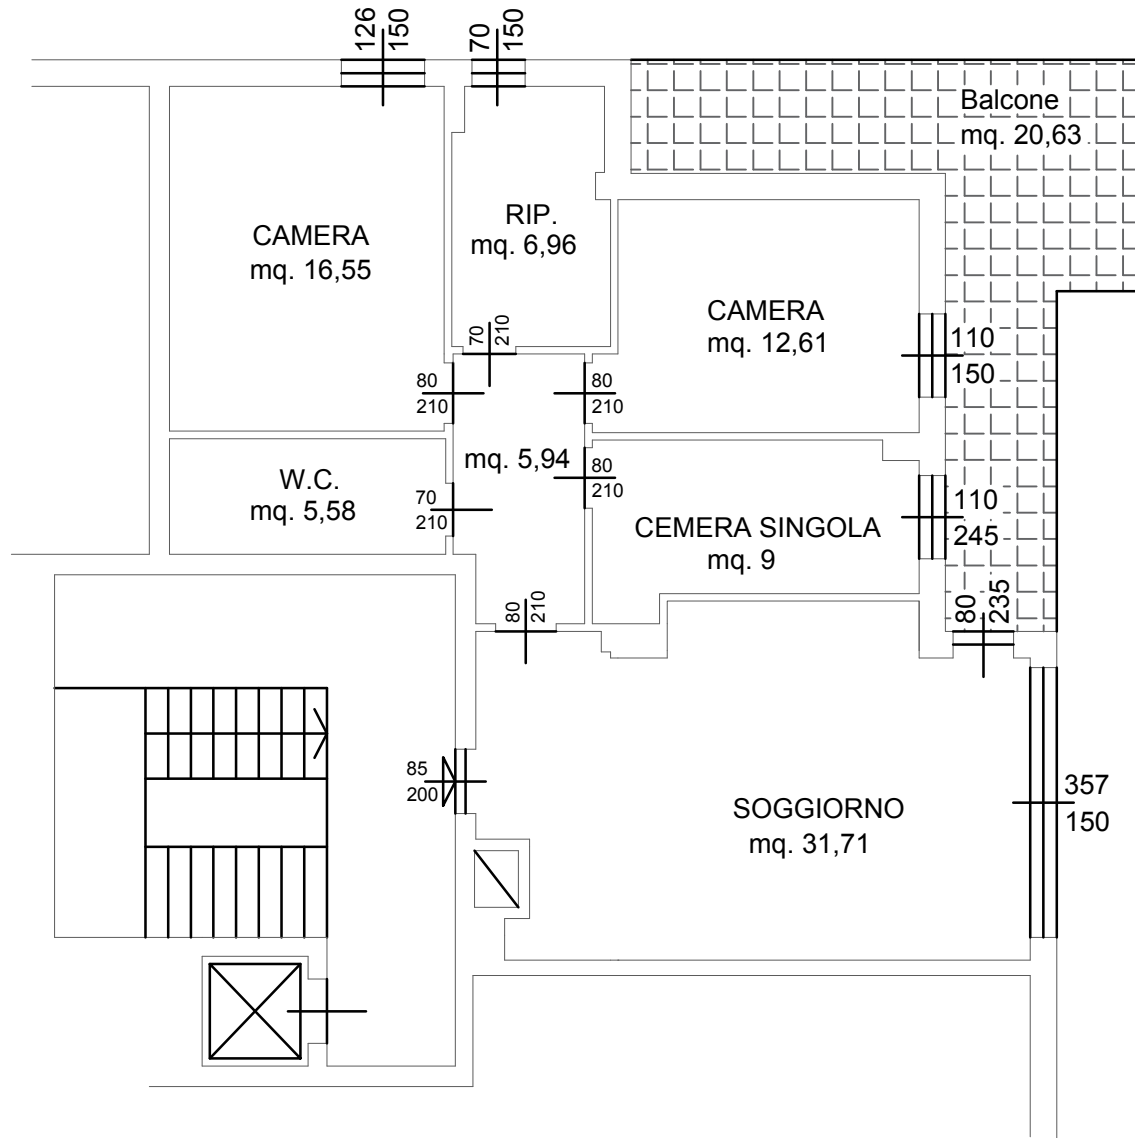 126
150
70
150
Balcone
mq. 20,63
CAMERA
mq. 16,55
RIP.
mq. 6,96
CAMERA
mq. 12,61
110
150
70
210
80
210
80
210
mq. 5,94
80
210
W.C.
mq. 5,58
70
210
CEMERA SINGOLA
mq. 9
110
245
80
210
80
235
85
200
SOGGIORNO
mq. 31,71
357
150